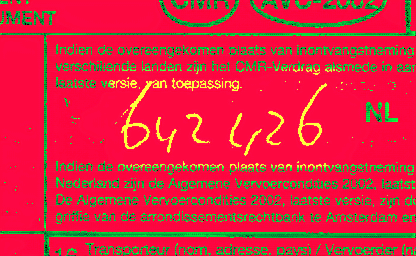 MENT
CMR AVC-2002
Indien de overeengekomen plaats van inontvangstneming
verschillende landen zijn het CMR-Verdrag alsmede in aan
laatste versie, van toepassing.
642426
NL
Indien de overeengekomen plaats van inontvangstneming
Nederland zijn de Algemene Vervoercondities 2002, laatst
De Algemene Vervoercondities 2002, laatste versie, zijn de
griffie van de arrondissementsrechtbank te Amsterdam en
Transporteur (nom, adresse, pays) / Vervoerder (n